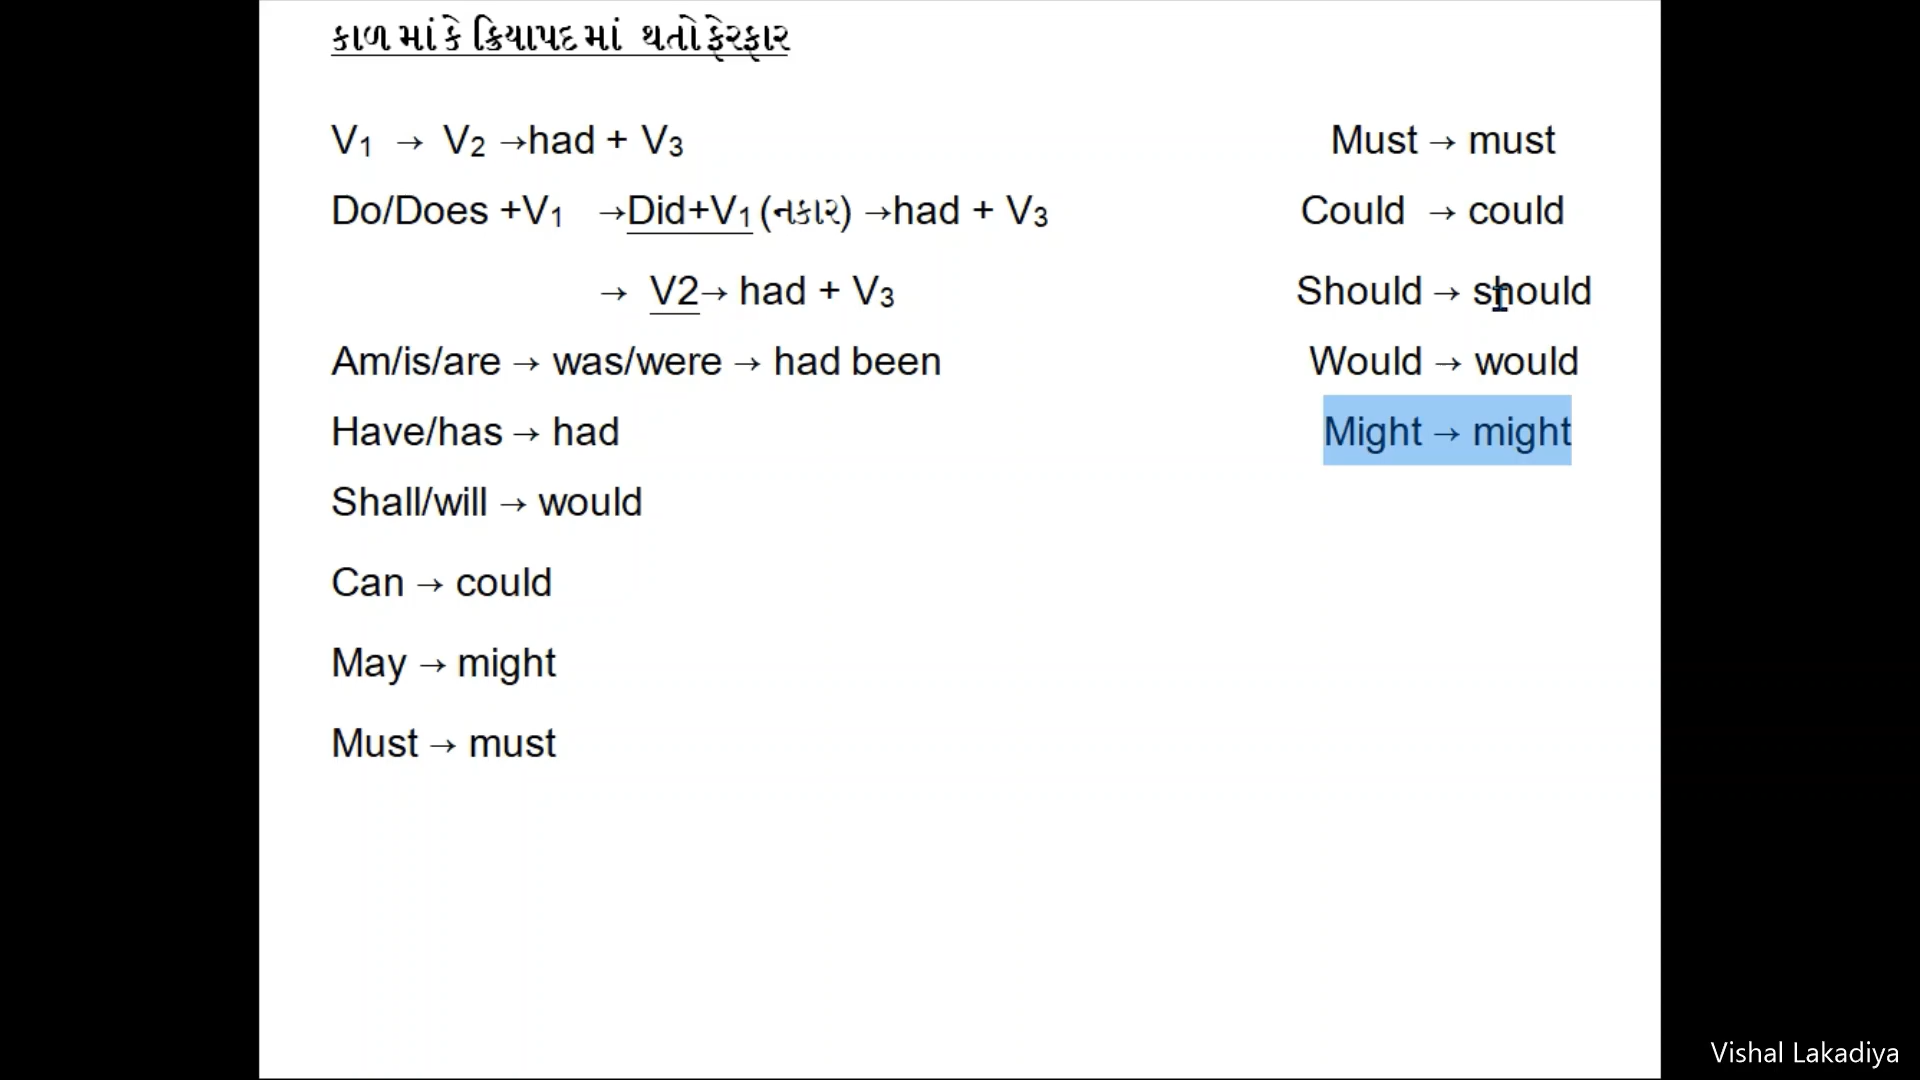 કાળ માં કે ક્રિયાપદ માં થતો ફેરફાર
V₁ → V₂ →had + V₃
Must → must
Do/Does +V₁ →Did+V₁ (નકાર) →had + V₃
Could → could
→ V2→ had + V₃
Should → should
Am/is/are → was/were → had been
Would → would
Have/has → had
Might → might
Shall/will → would
Can → could
May → might
Must → must
Vishal Lakadiya